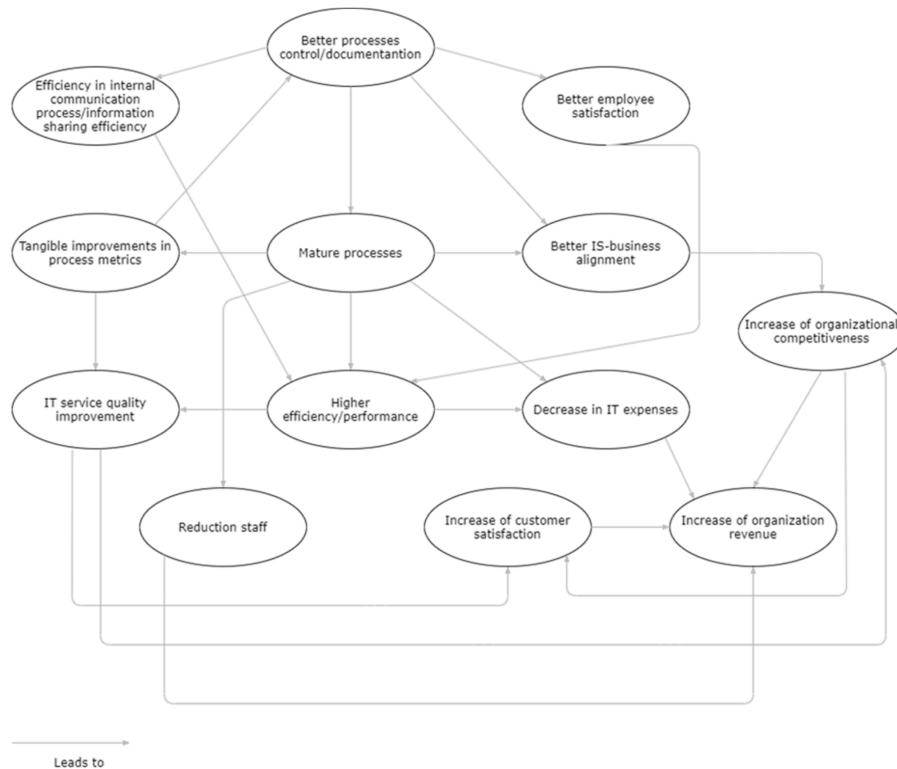 Better processes
control/documentantion
Efficiency in internal
communication
process/information
sharing efficiency
Better employee
satisfaction
Tangible improvements in
process metrics
Mature processes
Better IS-business
alignment
Increase of organizational
competitiveness
IT service quality
improvement
Higher
efficiency/performance
Decrease in IT expenses
Reduction staff
Increase of customer
satisfaction
Increase of organization
revenue
Leads to